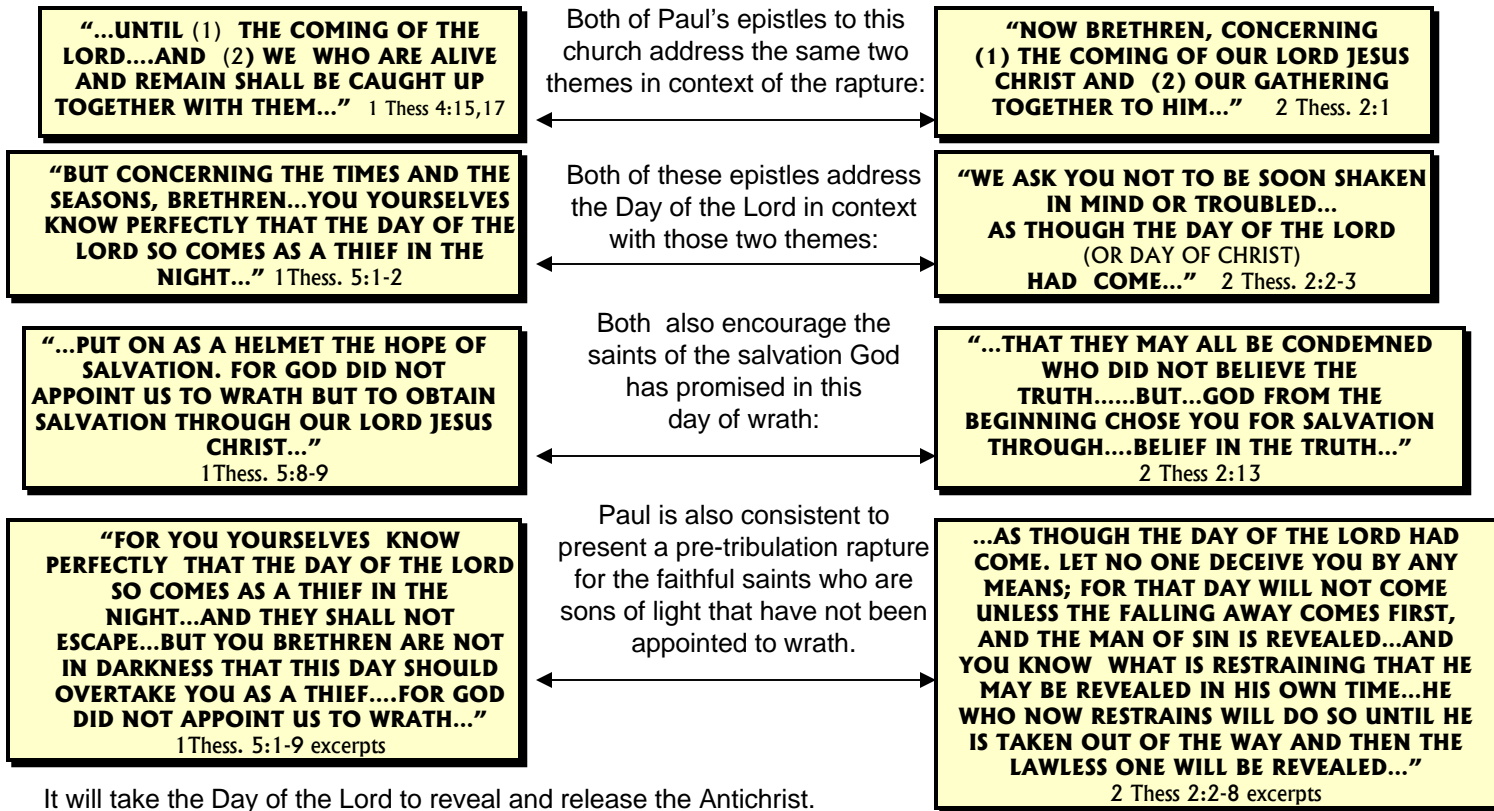 “...UNTIL (1) THE COMING OF THE
LORD....AND (2) WE WHO ARE ALIVE
AND REMAIN SHALL BE CAUGHT UP
TOGETHER WITH THEM...” 1 Thess 4:15,17
Both of Paul’s epistles to this
church address the same two
themes in context of the rapture:
“NOW BRETHREN, CONCERNING
(1) THE COMING OF OUR LORD JESUS
CHRIST AND (2) OUR GATHERING
TOGETHER TO HIM...” 2 Thess. 2:1
“BUT CONCERNING THE TIMES AND THE
SEASONS, BRETHREN...YOU YOURSELVES
KNOW PERFECTLY THAT THE DAY OF THE
LORD SO COMES AS A THIEF IN THE
NIGHT...” 1Thess. 5:1-2
Both of these epistles address
the Day of the Lord in context
with those two themes:
“WE ASK YOU NOT TO BE SOON SHAKEN
IN MIND OR TROUBLED...
AS THOUGH THE DAY OF THE LORD
(OR DAY OF CHRIST)
HAD COME...” 2 Thess. 2:2-3
“...PUT ON AS A HELMET THE HOPE OF
SALVATION. FOR GOD DID NOT
APPOINT US TO WRATH BUT TO OBTAIN
SALVATION THROUGH OUR LORD JESUS
CHRIST...”
1Thess. 5:8-9
Both also encourage the
saints of the salvation God
has promised in this
day of wrath:
“...THAT THEY MAY ALL BE CONDEMNED
WHO DID NOT BELIEVE THE
TRUTH......BUT...GOD FROM THE
BEGINNING CHOSE YOU FOR SALVATION
THROUGH....BELIEF IN THE TRUTH...”
2 Thess 2:13
“FOR YOU YOURSELVES KNOW
PERFECTLY THAT THE DAY OF THE LORD
SO COMES AS A THIEF IN THE
NIGHT...AND THEY SHALL NOT
ESCAPE...BUT YOU BRETHREN ARE NOT
IN DARKNESS THAT THIS DAY SHOULD
OVERTAKE YOU AS A THIEF....FOR GOD
DID NOT APPOINT US TO WRATH...”
1Thess. 5:1-9 excerpts
Paul is also consistent to
present a pre-tribulation rapture
for the faithful saints who are
sons of light that have not been
appointed to wrath.
...AS THOUGH THE DAY OF THE LORD HAD
COME. LET NO ONE DECEIVE YOU BY ANY
MEANS; FOR THAT DAY WILL NOT COME
UNLESS THE FALLING AWAY COMES FIRST,
AND THE MAN OF SIN IS REVEALED...AND
YOU KNOW WHAT IS RESTRAINING THAT HE
MAY BE REVEALED IN HIS OWN TIME...HE
WHO NOW RESTRAINS WILL DO SO UNTIL HE
IS TAKEN OUT OF THE WAY AND THEN THE
LAWLESS ONE WILL BE REVEALED...”
2 Thess 2:2-8 excerpts
It will take the Day of the Lord to reveal and release the Antichrist.